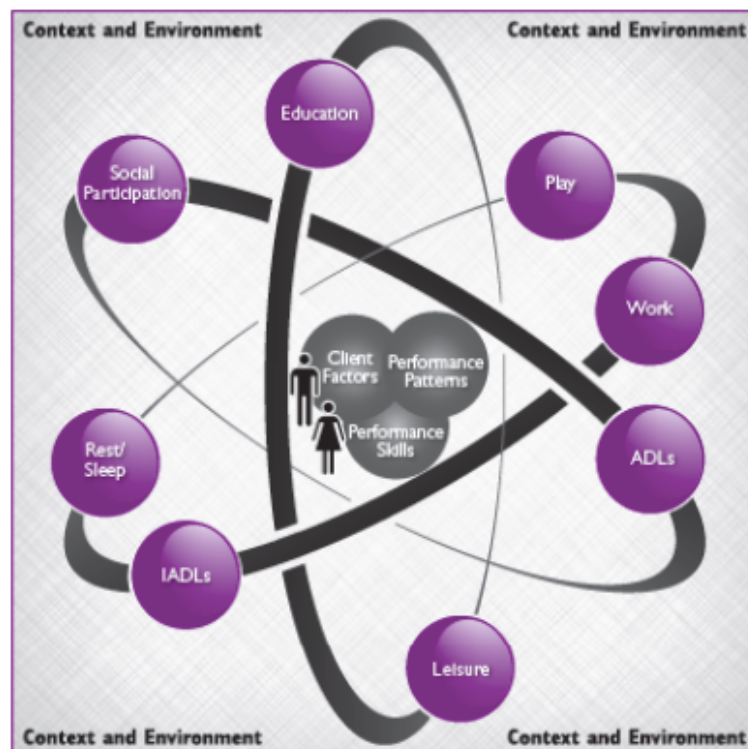 Context and Environment
Context and Environment
Education
Social
Participation
Play
Work
Client
Factors
Performance
Patterns
Performance
Skills
Rest/
Sleep
ADLs
IADLs
Leisure
Context and Environment
Context and Environment